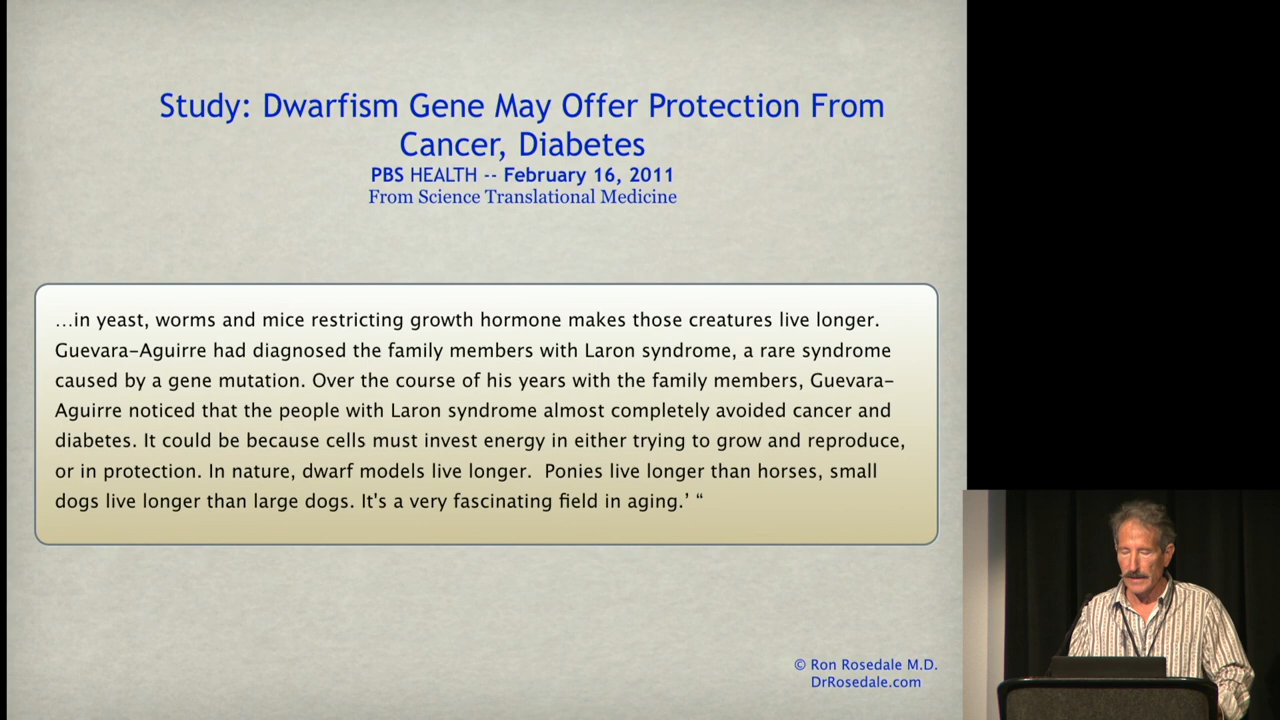 Study: Dwarfism Gene May Offer Protection From
Cancer, Diabetes
PBS HEALTH -- February 16, 2011
From Science Translational Medicine
…in yeast, worms and mice restricting growth hormone makes those creatures live longer.
Guevara-Aguirre had diagnosed the family members with Laron syndrome, a rare syndrome
caused by a gene mutation. Over the course of his years with the family members, Guevara-
Aguirre noticed that the people with Laron syndrome almost completely avoided cancer and
diabetes. It could be because cells must invest energy in either trying to grow and reproduce,
or in protection. In nature, dwarf models live longer.  Ponies live longer than horses, small
dogs live longer than large dogs. It's a very fascinating field in aging.’ “
© Ron Rosedale M.D.
DrRosedale.com